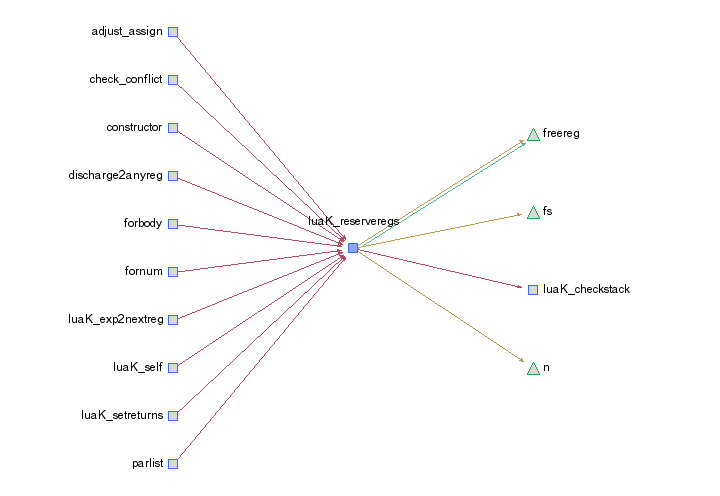 adjust_assign
check_conflict
constructor
discharge2anyreg
forbody
fornum
luaK_exp2nextreg
luaK_self
luaK_setreturns
parlist
luaK_reserveregs
freereg
fs
luaK_checkstack
n